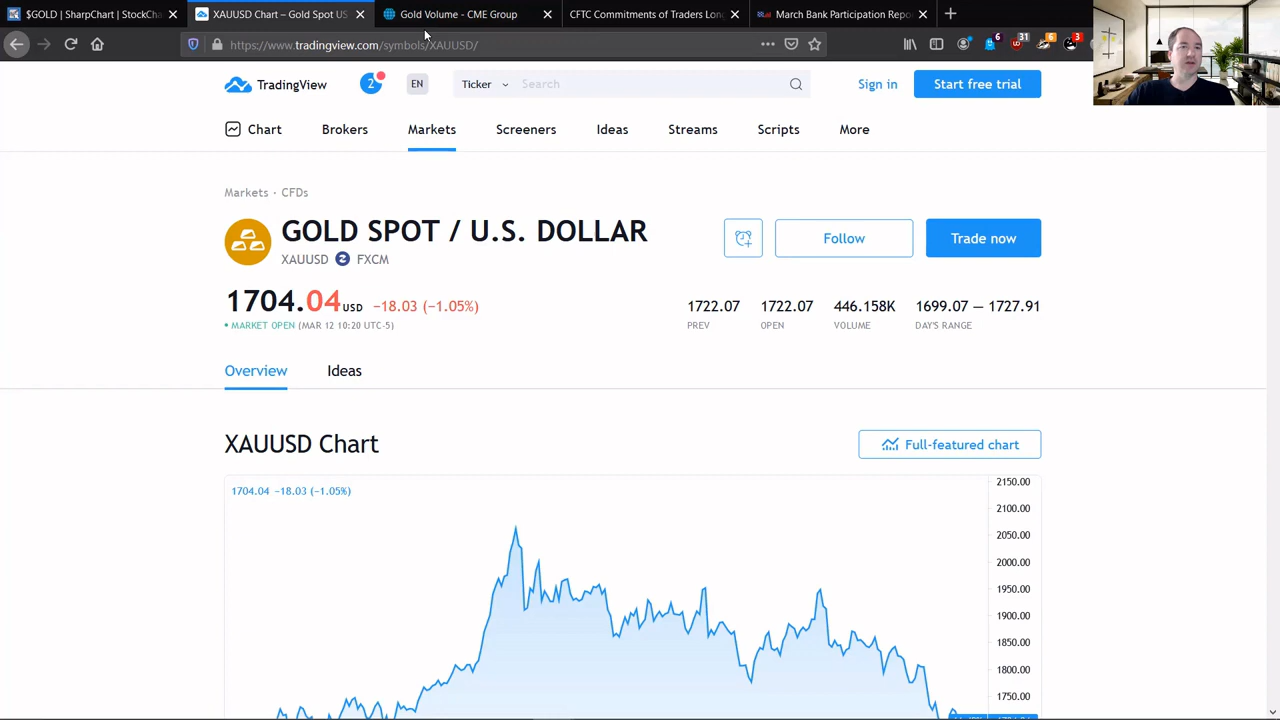 $GOLD | SharpChart | StockCha
XAUUSD Chart – Gold Spot US
Gold Volume - CME Group
CFTC Commitments of Traders Long
March Bank Participation Repo
https://www.tradingview.com/symbols/XAUUSD/
6
31
6
3
TradingView
2
EN
Ticker
Search
Sign in
Start free trial
Chart
Brokers
Markets
Screeners
Ideas
Streams
Scripts
More
Markets · CFDs
GOLD SPOT / U.S. DOLLAR
XAUUSD
FXCM
Follow
Trade now
1704.04 USD −18.03 (−1.05%)
MARKET OPEN (MAR 12 10:20 UTC-5)
1722.07
1722.07
446.158K
1699.07 — 1727.91
PREV
OPEN
VOLUME
DAY'S RANGE
Overview
Ideas
XAUUSD Chart
Full-featured chart
1704.04 −18.03 (−1.05%)
2150.00
2100.00
2050.00
2000.00
1950.00
1900.00
1850.00
1800.00
1750.00